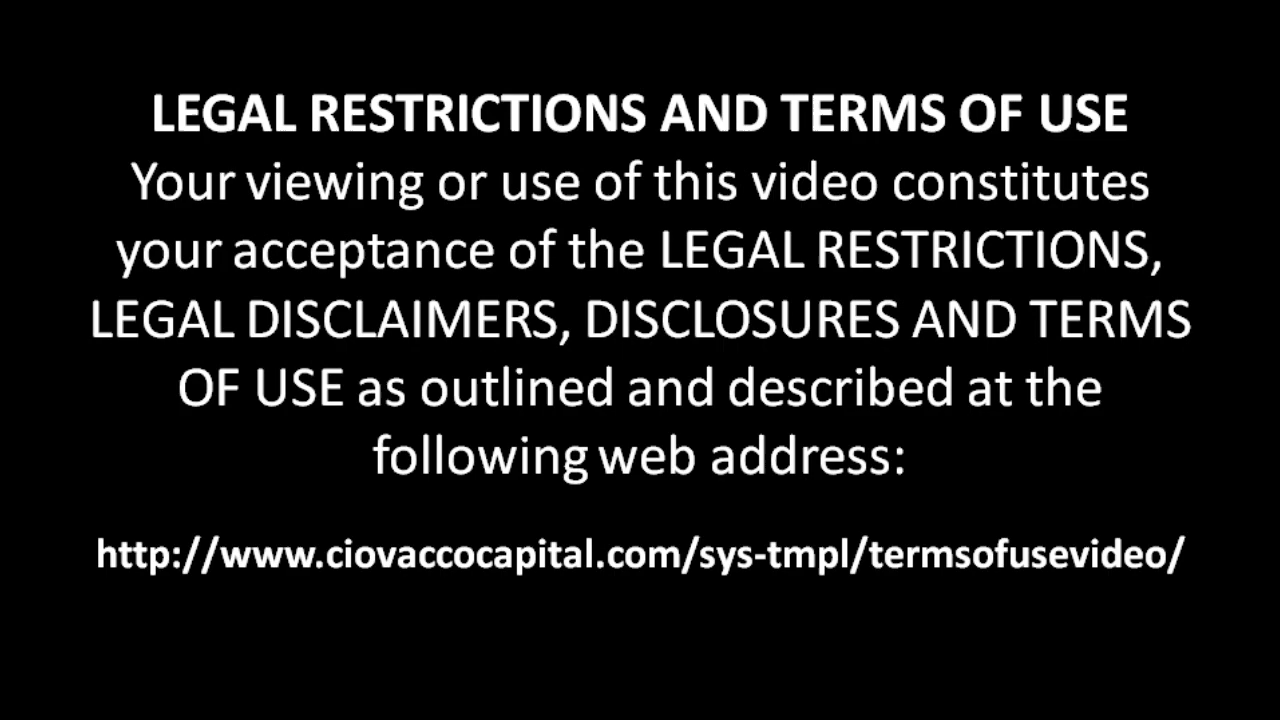 LEGAL RESTRICTIONS AND TERMS OF USE
Your viewing or use of this video constitutes
your acceptance of the LEGAL RESTRICTIONS,
LEGAL DISCLAIMERS, DISCLOSURES AND TERMS
OF USE as outlined and described at the
following web address:
http://www.ciovaccocapital.com/sys-tmpl/termsofusevideo/